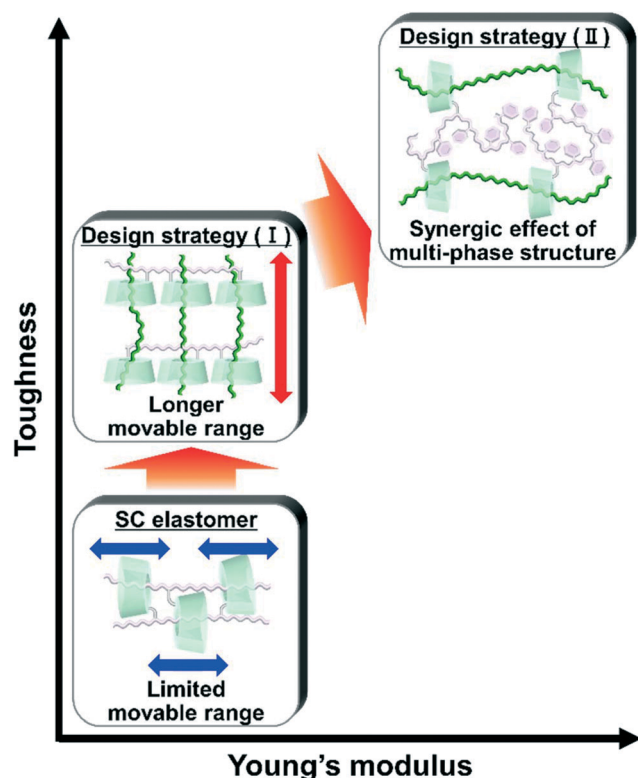 Design strategy (Ⅱ)
Synergic effect of
multi-phase structure
Design strategy (Ⅰ)
Longer
movable range
SC elastomer
Limited
movable range
Toughness
Young's modulus